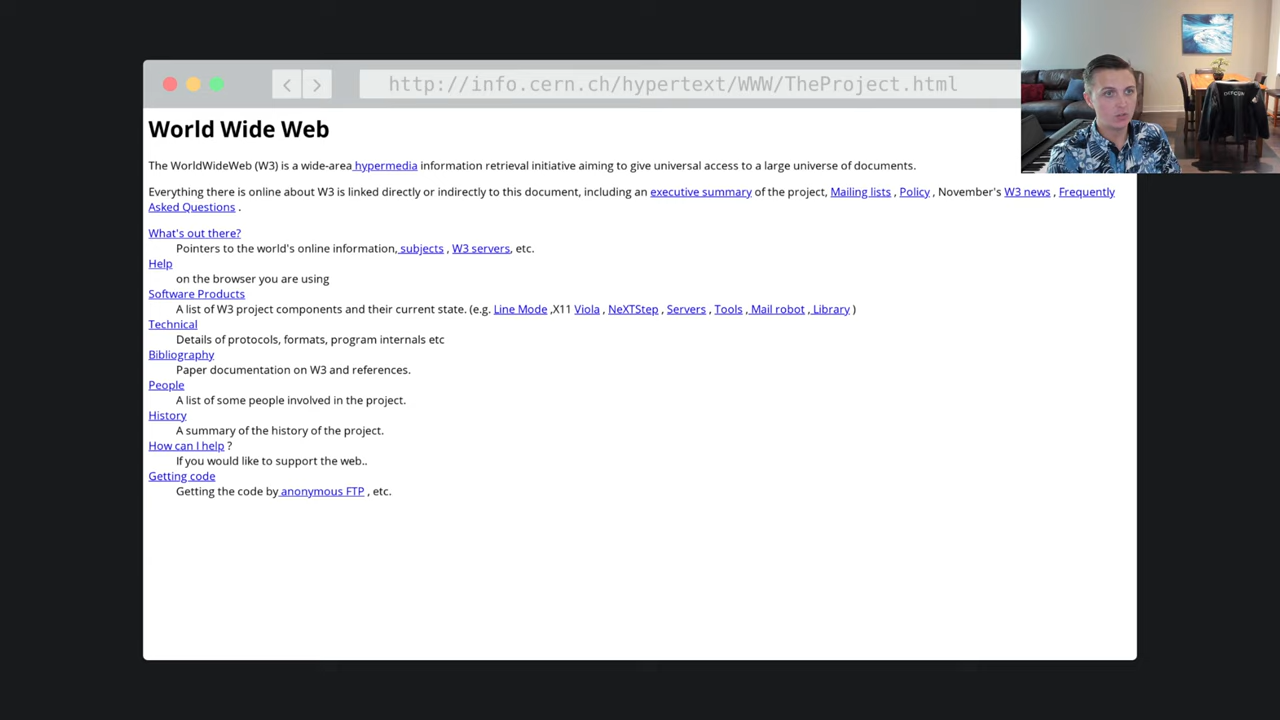 http://info.cern.ch/hypertext/WWW/TheProject.html
World Wide Web
The WorldWideWeb (W3) is a wide-area hypermedia information retrieval initiative aiming to give universal access to a large universe of documents.
Everything there is online about W3 is linked directly or indirectly to this document, including an executive summary of the project, Mailing lists , Policy , November's W3 news , Frequently
Asked Questions .
What's out there?
Pointers to the world's online information, subjects , W3 servers, etc.
Help
on the browser you are using
Software Products
A list of W3 project components and their current state. (e.g. Line Mode ,X11 Viola , NeXTStep , Servers , Tools , Mail robot , Library )
Technical
Details of protocols, formats, program internals etc
Bibliography
Paper documentation on W3 and references.
People
A list of some people involved in the project.
History
A summary of the history of the project.
How can I help ?
If you would like to support the web..
Getting code
Getting the code by anonymous FTP , etc.